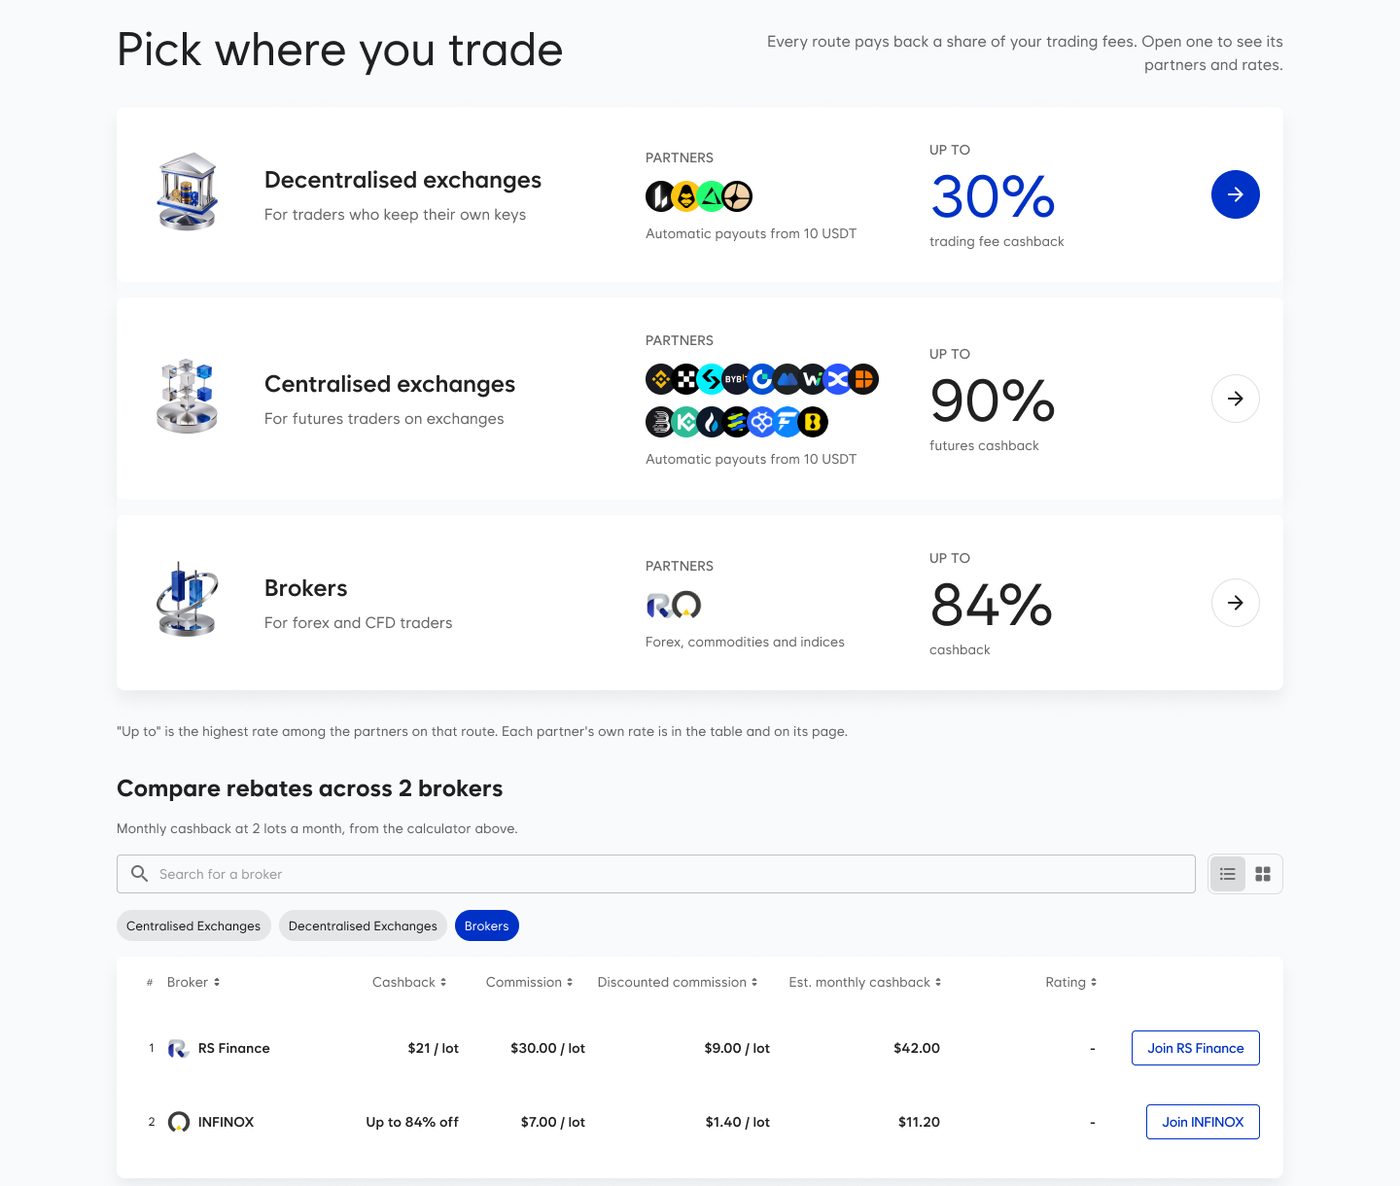 Pick where you trade
Every route pays back a share of your trading fees. Open one to see its
partners and rates.
Decentralised exchanges
For traders who keep their own keys
PARTNERS
Automatic payouts from 10 USDT
UP TO
30%
trading fee cashback
Centralised exchanges
For futures traders on exchanges
PARTNERS
BYBIT
Automatic payouts from 10 USDT
UP TO
90%
futures cashback
Brokers
For forex and CFD traders
PARTNERS
Forex, commodities and indices
UP TO
84%
cashback
"Up to" is the highest rate among the partners on that route. Each partner's own rate is in the table and on its page.
Compare rebates across 2 brokers
Monthly cashback at 2 lots a month, from the calculator above.
Search for a broker
Centralised Exchanges Decentralised Exchanges Brokers
# Broker Cashback Commission Discounted commission Est. monthly cashback Rating
1 RS Finance $21 / lot $30.00 / lot $9.00 / lot $42.00 - Join RS Finance
2 INFINOX Up to 84% off $7.00 / lot $1.40 / lot $11.20 - Join INFINOX